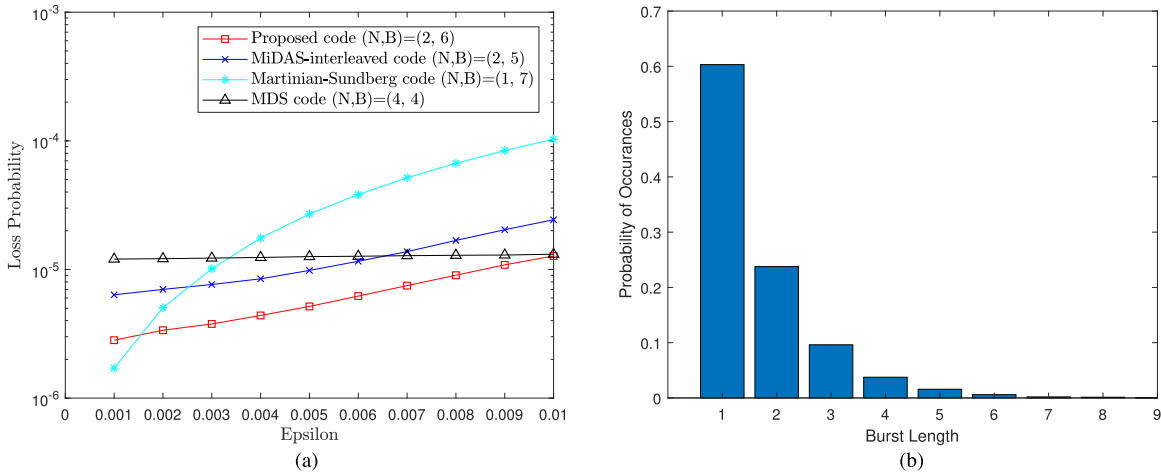 10^-3
10^-4
10^-5
10^-6
Loss Probability
Proposed code (N,B)=(2, 6)
MiDAS-interleaved code (N,B)=(2, 5)
Martinian-Sundberg code (N,B)=(1, 7)
MDS code (N,B)=(4, 4)
0 0.001 0.002 0.003 0.004 0.005 0.006 0.007 0.008 0.009 0.01
Epsilon
(a)
0.7
0.6
0.5
0.4
0.3
0.2
0.1
0
Probability of Occurances
1 2 3 4 5 6 7 8 9
Burst Length
(b)